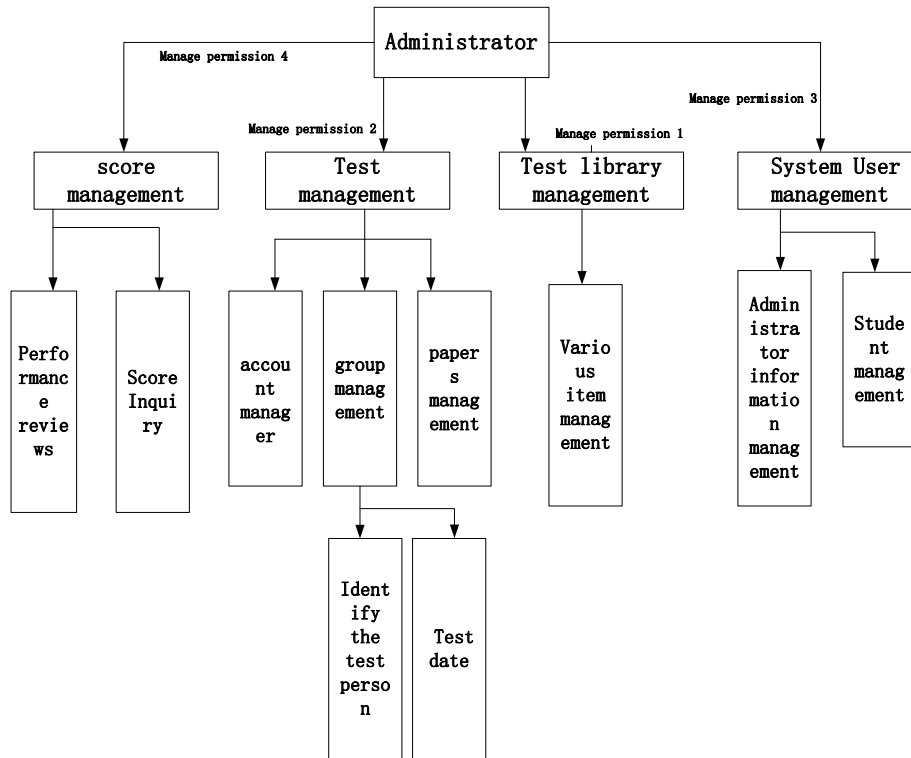 Administrator
Manage permission 4
Manage permission 3
Manage permission 2
Manage permission 1
score
management
Test
management
Test library
management
System User
management
Perfo
rmanc
e
revie
ws
Score
Inqui
ry
accou
nt
manag
er
group
manag
ement
paper
s
manag
ement
Vario
us
item
manag
ement
Admin
istra
tor
infor
matio
n
manag
ement
Stude
nt
manag
ement
Ident
ify
the
test
perso
n
Test
date